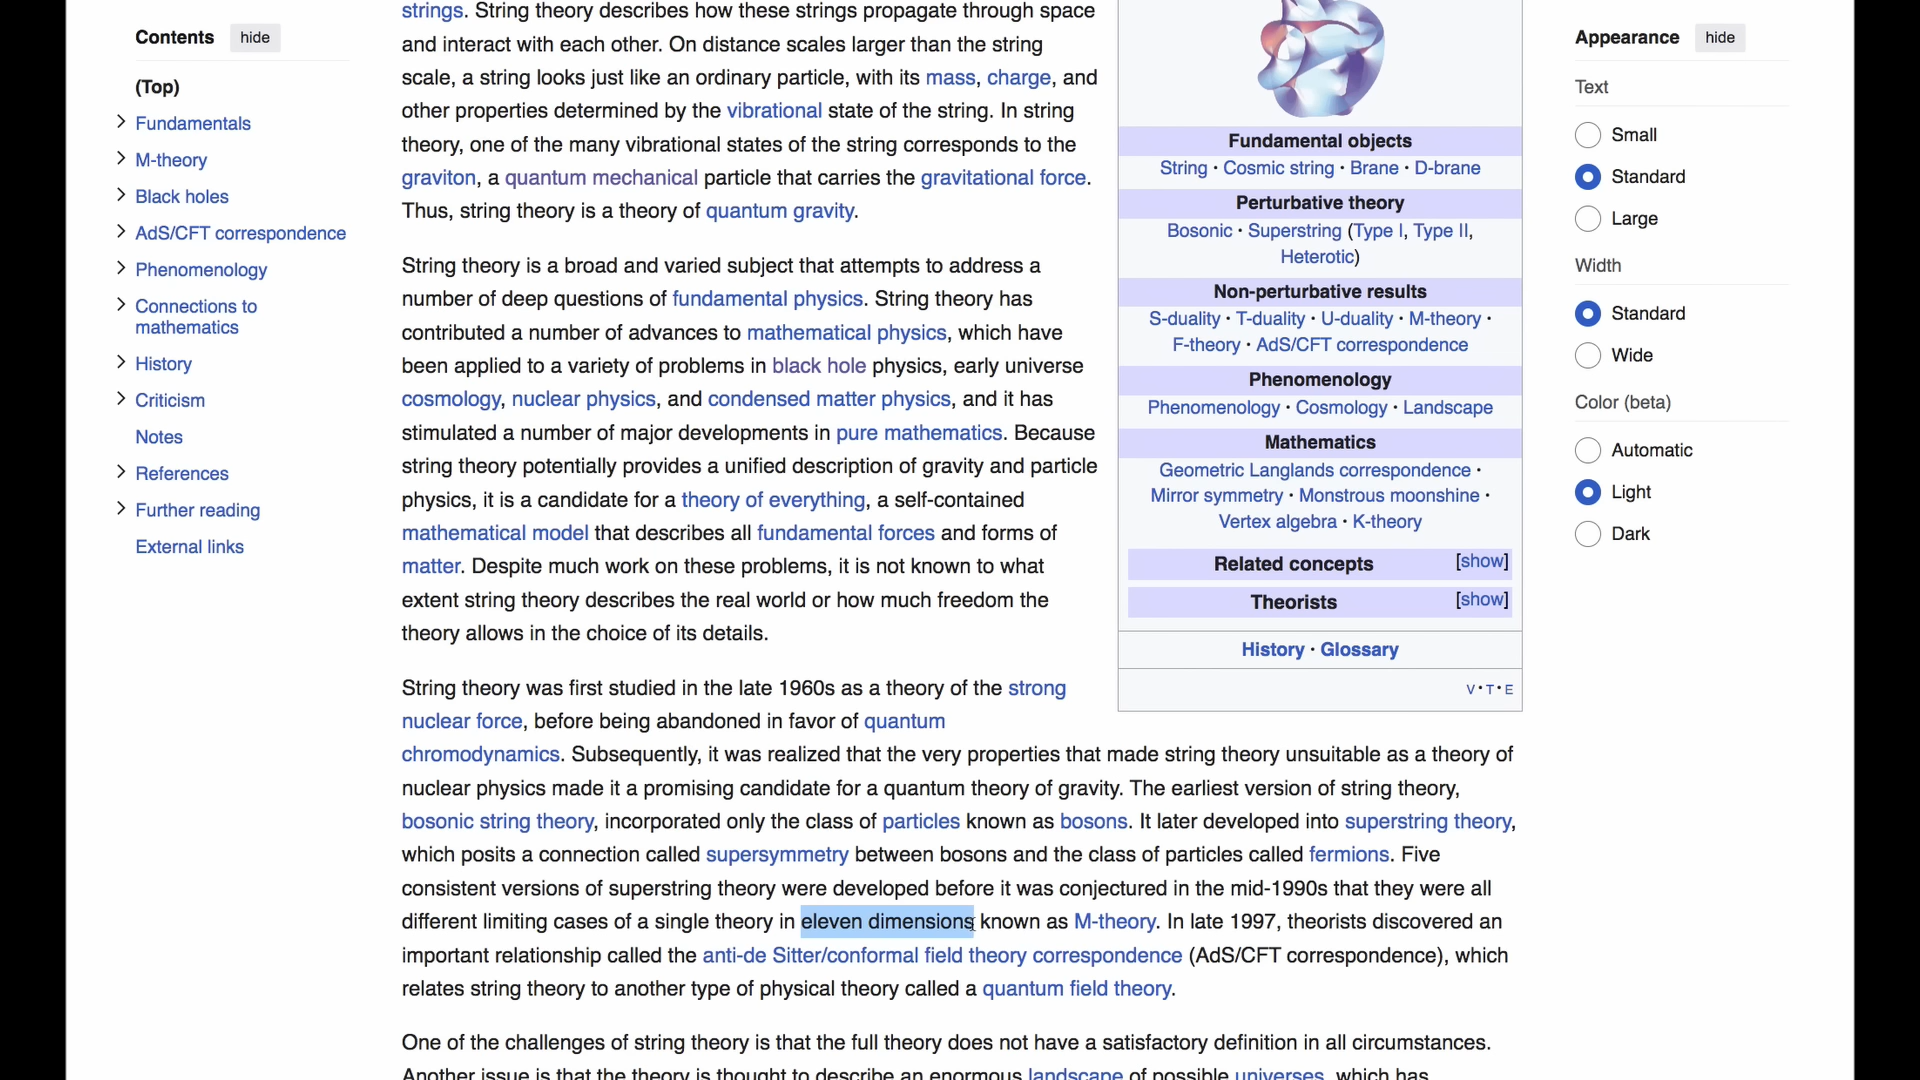 Contents hide
(Top)
Fundamentals
M-theory
Black holes
AdS/CFT correspondence
Phenomenology
Connections to
mathematics
History
Criticism
Notes
References
Further reading
External links
strings. String theory describes how these strings propagate through space
and interact with each other. On distance scales larger than the string
scale, a string looks just like an ordinary particle, with its mass, charge, and
other properties determined by the vibrational state of the string. In string
theory, one of the many vibrational states of the string corresponds to the
graviton, a quantum mechanical particle that carries the gravitational force.
Thus, string theory is a theory of quantum gravity.
String theory is a broad and varied subject that attempts to address a
number of deep questions of fundamental physics. String theory has
contributed a number of advances to mathematical physics, which have
been applied to a variety of problems in black hole physics, early universe
cosmology, nuclear physics, and condensed matter physics, and it has
stimulated a number of major developments in pure mathematics. Because
string theory potentially provides a unified description of gravity and particle
physics, it is a candidate for a theory of everything, a self-contained
mathematical model that describes all fundamental forces and forms of
matter. Despite much work on these problems, it is not known to what
extent string theory describes the real world or how much freedom the
theory allows in the choice of its details.
String theory was first studied in the late 1960s as a theory of the strong
nuclear force, before being abandoned in favor of quantum
chromodynamics. Subsequently, it was realized that the very properties that made string theory unsuitable as a theory of
nuclear physics made it a promising candidate for a quantum theory of gravity. The earliest version of string theory,
bosonic string theory, incorporated only the class of particles known as bosons. It later developed into superstring theory,
which posits a connection called supersymmetry between bosons and the class of particles called fermions. Five
consistent versions of superstring theory were developed before it was conjectured in the mid-1990s that they were all
different limiting cases of a single theory in eleven dimensions known as M-theory. In late 1997, theorists discovered an
important relationship called the anti-de Sitter/conformal field theory correspondence (AdS/CFT correspondence), which
relates string theory to another type of physical theory called a quantum field theory.
One of the challenges of string theory is that the full theory does not have a satisfactory definition in all circumstances.
Another issue is that the theory is thought to describe an enormous landscape of possible universes, which has
Fundamental objects
String · Cosmic string · Brane · D-brane
Perturbative theory
Bosonic · Superstring (Type I, Type II,
Heterotic)
Non-perturbative results
S-duality · T-duality · U-duality · M-theory ·
F-theory · AdS/CFT correspondence
Phenomenology
Phenomenology · Cosmology · Landscape
Mathematics
Geometric Langlands correspondence ·
Mirror symmetry · Monstrous moonshine ·
Vertex algebra · K-theory
Related concepts [show]
Theorists [show]
History · Glossary
V · T · E
Appearance hide
Text
Small
Standard
Large
Width
Standard
Wide
Color (beta)
Automatic
Light
Dark